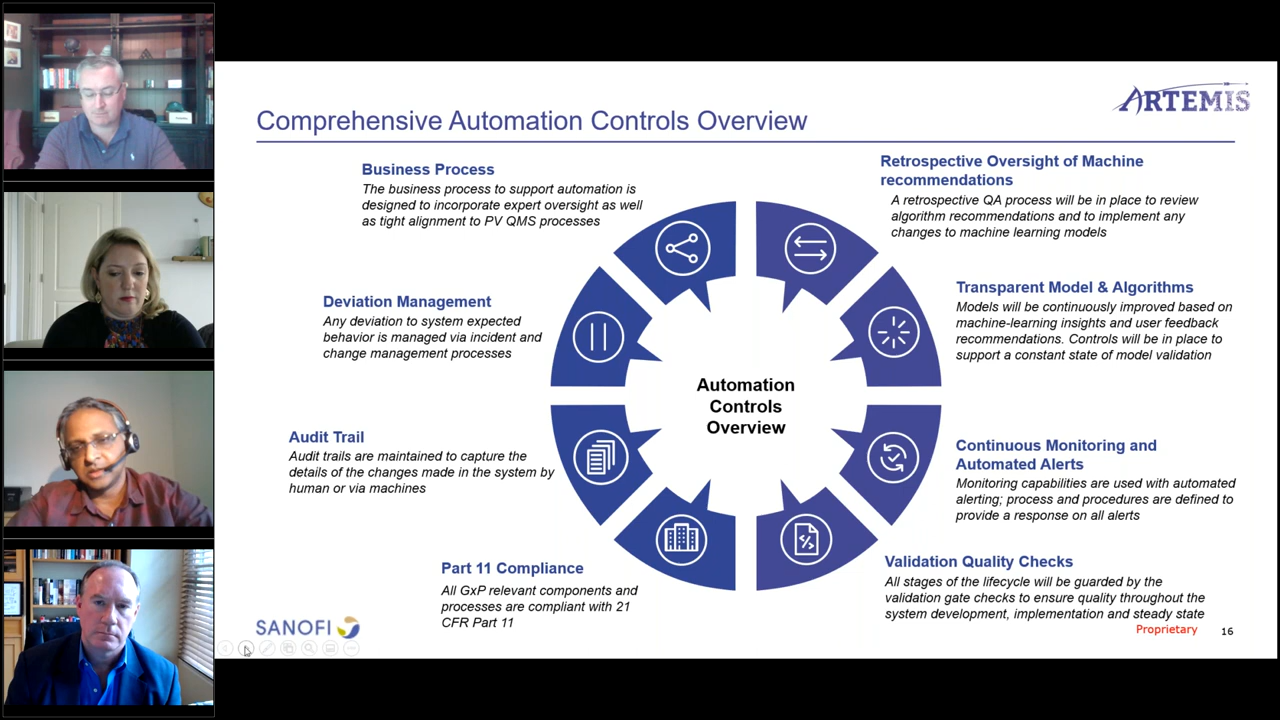 ARTEMIS
Comprehensive Automation Controls Overview
Business Process
The business process to support automation is
designed to incorporate expert oversight as well
as tight alignment to PV QMS processes
Retrospective Oversight of Machine
recommendations
A retrospective QA process will be in place to review
algorithm recommendations and to implement any
changes to machine learning models
Deviation Management
Any deviation to system expected
behavior is managed via incident and
change management processes
Transparent Model & Algorithms
Models will be continuously improved based on
machine-learning insights and user feedback
recommendations. Controls will be in place to
support a constant state of model validation
Automation
Controls
Overview
Audit Trail
Audit trails are maintained to capture the
details of the changes made in the system by
human or via machines
Continuous Monitoring and
Automated Alerts
Monitoring capabilities are used with automated
alerting; process and procedures are defined to
provide a response on all alerts
Part 11 Compliance
All GxP relevant components and
processes are compliant with 21
CFR Part 11
Validation Quality Checks
All stages of the lifecycle will be guarded by the
validation gate checks to ensure quality throughout the
system development, implementation and steady state
SANOFI
Proprietary
16